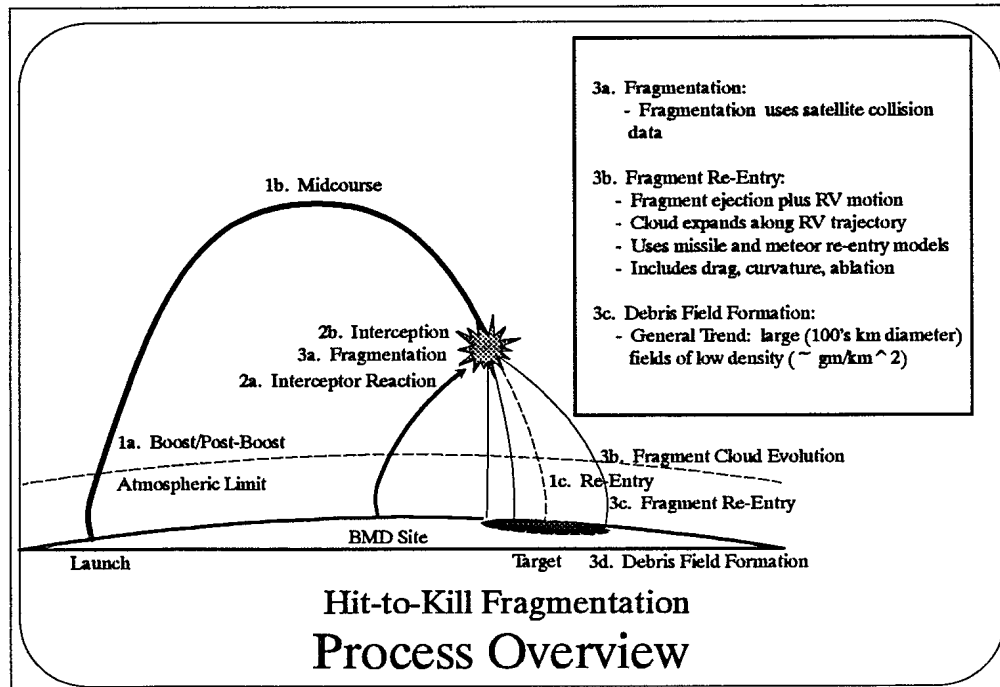 3a. Fragmentation:
- Fragmentation uses satellite collision
data
3b. Fragment Re-Entry:
- Fragment ejection plus RV motion
- Cloud expands along RV trajectory
- Uses missile and meteor re-entry models
- Includes drag, curvature, ablation
3c. Debris Field Formation:
- General Trend: large (100's km diameter)
fields of low density (~ gm/km^2)
1b. Midcourse
2b. Interception
3a. Fragmentation
2a. Interceptor Reaction
1a. Boost/Post-Boost
3b. Fragment Cloud Evolution
Atmospheric Limit
1c. Re-Entry
3c. Fragment Re-Entry
BMD Site
Launch
Target
3d. Debris Field Formation
Hit-to-Kill Fragmentation
Process Overview